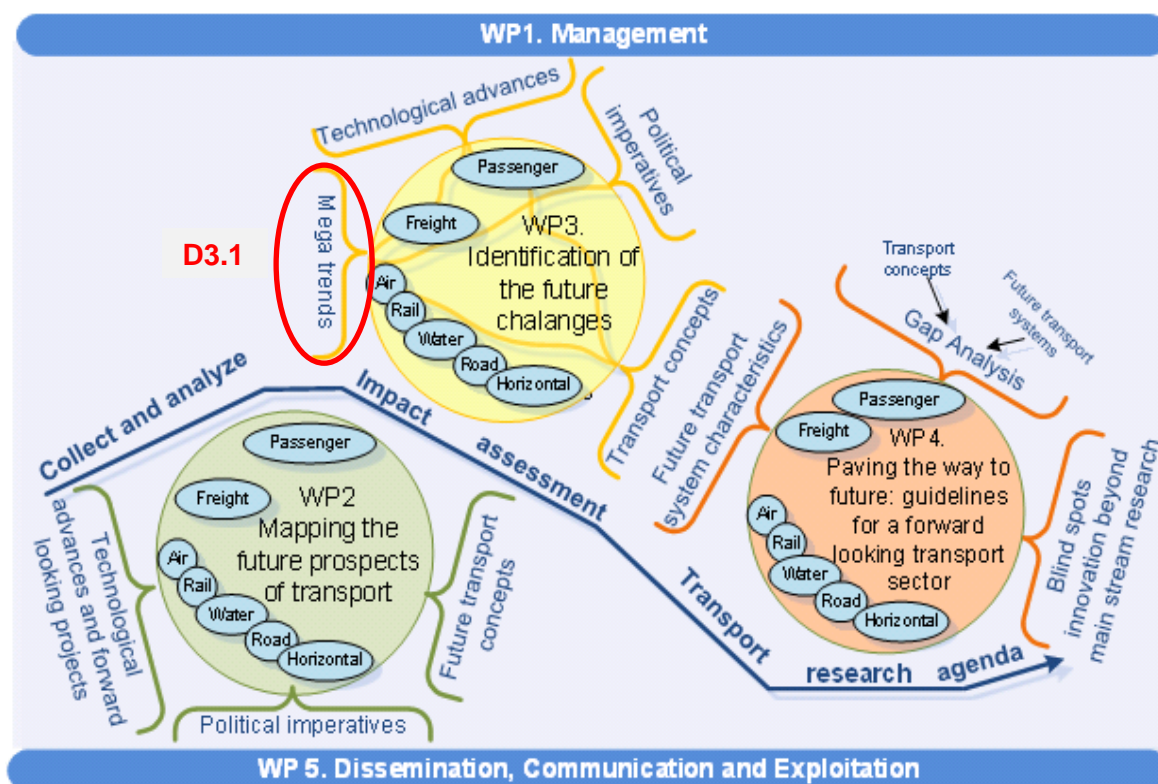 WP1. Management
Technological advances
Political
imperatives
Mega trends
D3.1
Passenger
Freight
WP3.
Identification of
the future
chalanges
Air
Rail
Water
Road
Horizontal
Transport concepts
Future transport
system characteristics
Transport
concepts
Future transport
systems
Gap Analysis
Collect and analyze
Impact
assessment
Transport
research
agenda
Passenger
Freight
WP2
Mapping the
future prospects
of transport
Air
Rail
Water
Road
Horizontal
Technological
advances and forward
looking projects
Future transport
concepts
Political imperatives
Passenger
Freight
WP4.
Paving the way to
future: guidelines
for a forward
looking transport
sector
Air
Rail
Water
Road
Horizontal
Blind spots
innovation beyond
main stream research
WP 5. Dissemination, Communication and Exploitation